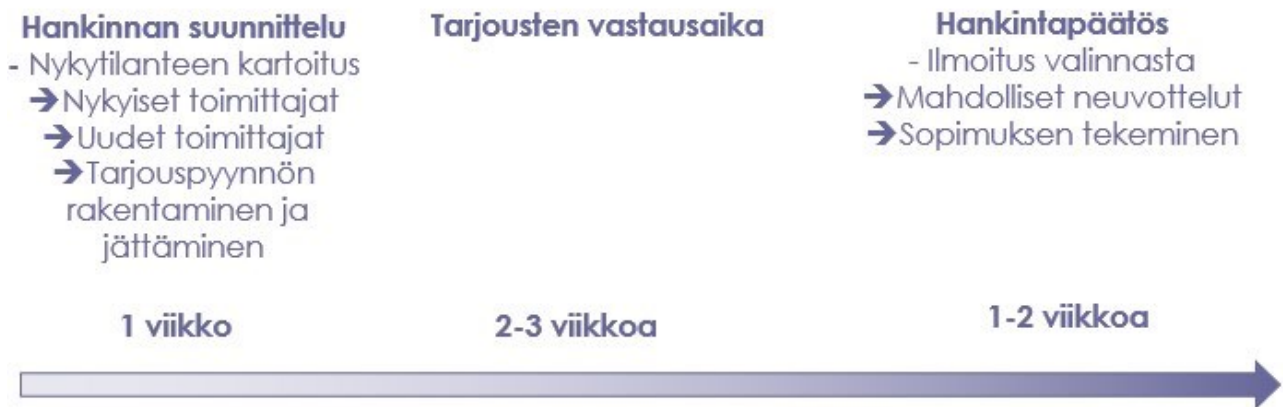 Hankinnan suunnittelu
- Nykytilanteen kartoitus
➔Nykyiset toimittajat
➔Uudet toimittajat
➔Tarjouspyynnön
rakentaminen ja
jättäminen
1 viikko
Tarjousten vastausaika
2-3 viikkoa
Hankintapäätös
- Ilmoitus valinnasta
➔Mahdolliset neuvottelut
➔Sopimuksen tekeminen
1-2 viikkoa